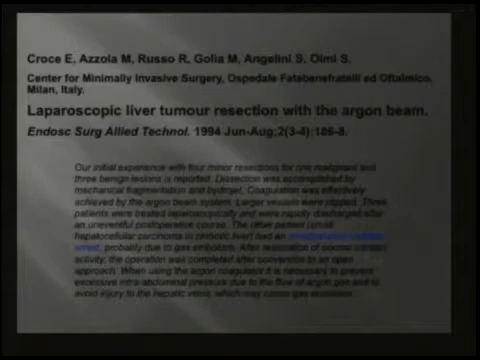 Croce E, Azzola M, Russo R, Golia M, Angelini S, Olmi S.
Center for Minimally Invasive Surgery, Ospedale Fatebenefratelli ed Oftalmico,
Milan, Italy.
Laparoscopic liver tumour resection with the argon beam.
Endosc Surg Allied Technol. 1994 Jun-Aug;2(3-4):186-8.
Our initial experience with four minor resections for one malignant and
three benign lesions is reported. Dissection was accomplished by
mechanical fragmentation and hydrojet. Coagulation was effectively
achieved by the argon beam system. Larger vessels were clipped. Three
patients were treated laparoscopically and were rapidly discharged after
an uneventful postoperative course. The other patient (small
hepatocellular carcinoma in cirrhotic liver) had an
arrest, probably due to gas embolism. After restoration of normal cardiac
activity, the operation was completed after conversion to an open
approach. When using the argon coagulator it is necessary to prevent
excessive intra-abdominal pressure due to the flow of argon gas and to
avoid injury to the hepatic veins, which may cause gas embolism.